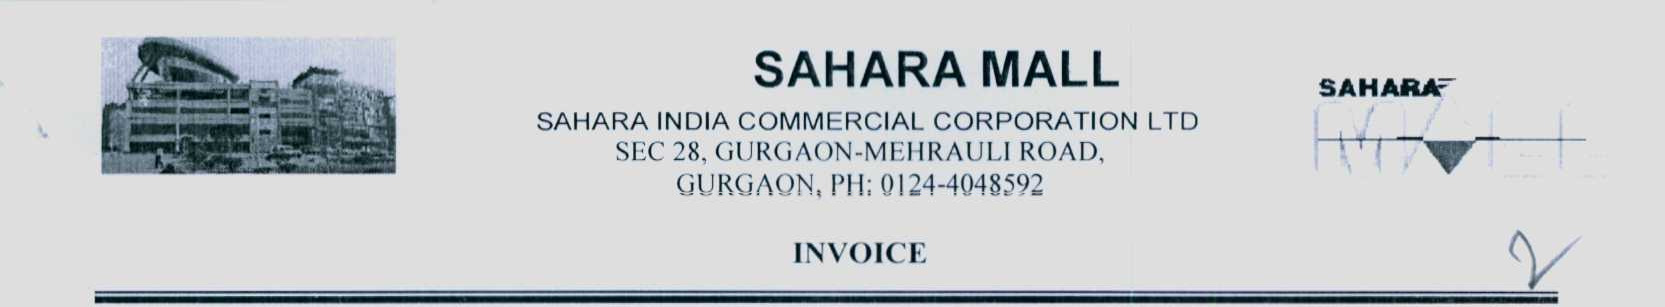 SAHARA MALL
SAHARA INDIA COMMERCIAL CORPORATION LTD
SEC 28, GURGAON-MEHRAULI ROAD,
GURGAON, PH: 0124-4048592
SAHARA
MALL
INVOICE
2